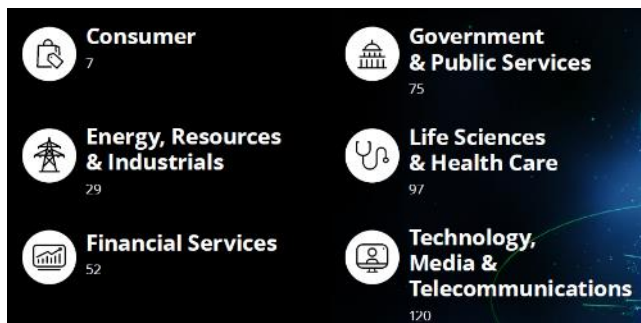 Consumer
7
Energy, Resources
& Industrials
29
Financial Services
52
Government
& Public Services
75
Life Sciences
& Health Care
97
Technology,
Media &
Telecommunications
120